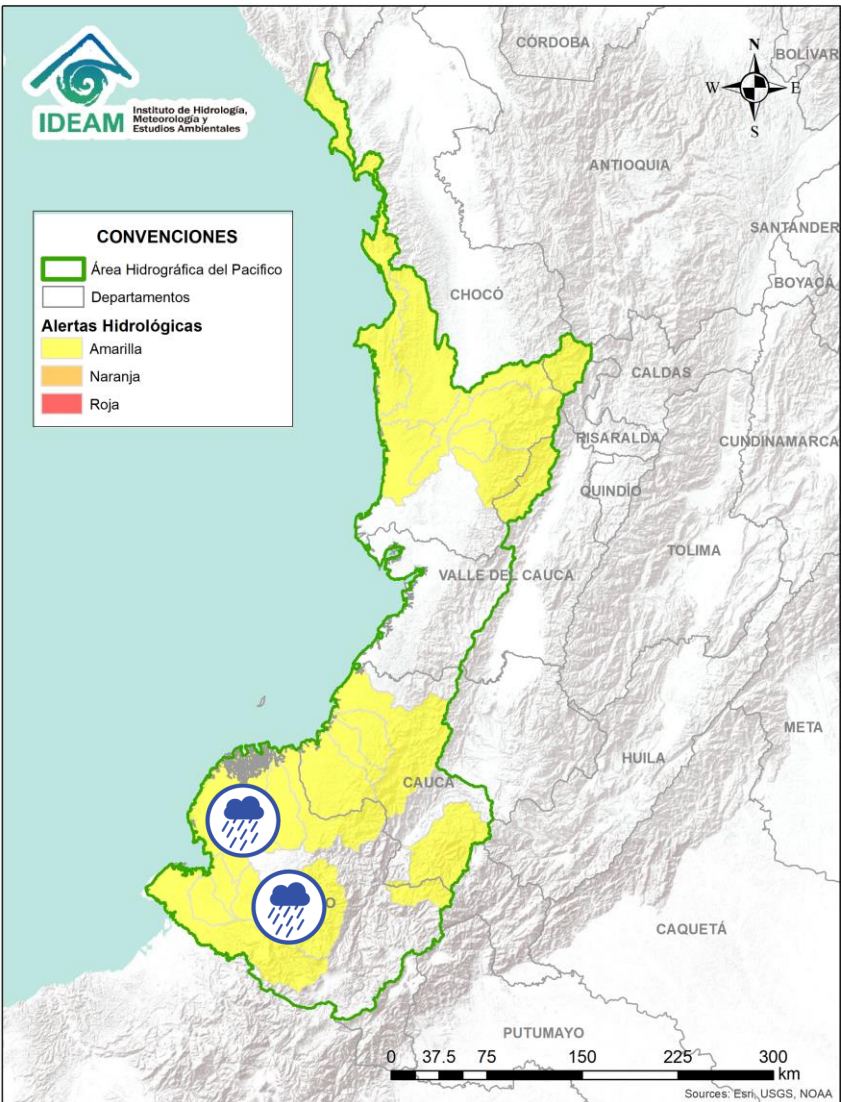 IDEAM
Instituto de Hidrología,
Meteorología y
Estudios Ambientales
CÓRDOBA
BOLÍVAR
N
W
E
S
ANTIOQUIA
SANTANDER
BOYACÁ
CONVENCIONES
Área Hidrográfica del Pacifico
Departamentos
Alertas Hidrológicas
Amarilla
Naranja
Roja
CHOCÓ
CALDAS
RISARALDA
CUNDINAMARCA
QUINDÍO
TOLIMA
VALLE DEL CAUCA
META
HUILA
CAUCA
O
CAQUETÁ
PUTUMAYO
0 37.5 75 150 225 300
km
Sources: Esri, USGS, NOAA